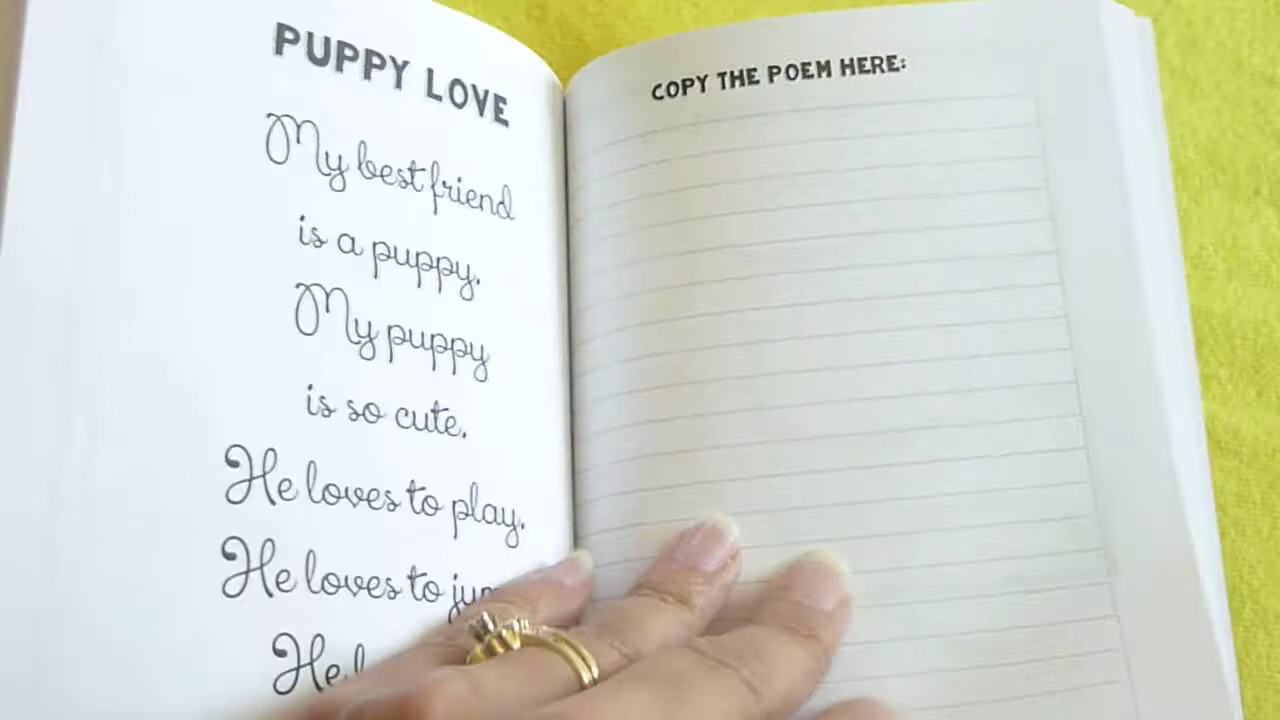 PUPPY LOVE
My best friend
is a puppy.
My puppy
is so cute.
He loves to play.
He loves to
He
COPY THE POEM HERE: